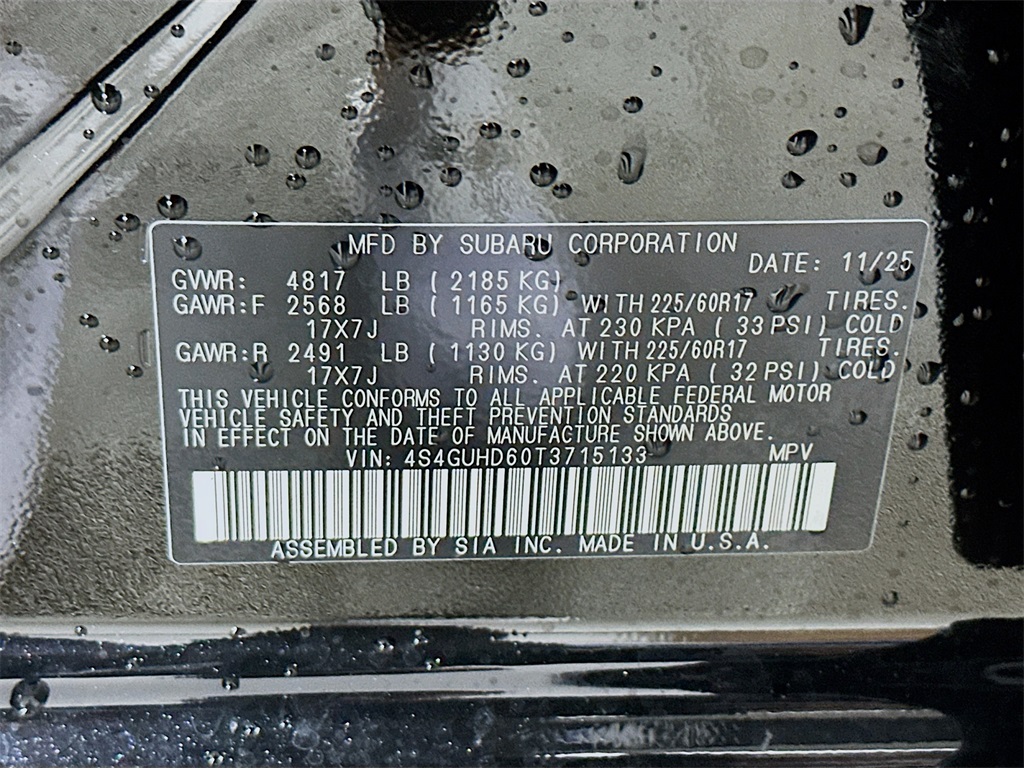 MFD BY SUBARU CORPORATION
DATE: 11/25
GVWR: 4817 LB ( 2185 KG)
GAWR:F 2568 LB ( 1165 KG) WITH 225/60R17 TIRES.
17X7J RIMS. AT 230 KPA ( 33 PSI) COLD
GAWR:R 2491 LB ( 1130 KG) WITH 225/60R17 TIRES.
17X7J RIMS. AT 220 KPA ( 32 PSI) COLD
THIS VEHICLE CONFORMS TO ALL APPLICABLE FEDERAL MOTOR
VEHICLE SAFETY AND THEFT PREVENTION STANDARDS
IN EFFECT ON THE DATE OF MANUFACTURE SHOWN ABOVE.
VIN: 4S4GUHD60T3715133 MPV
ASSEMBLED BY SIA INC. MADE IN U.S.A.